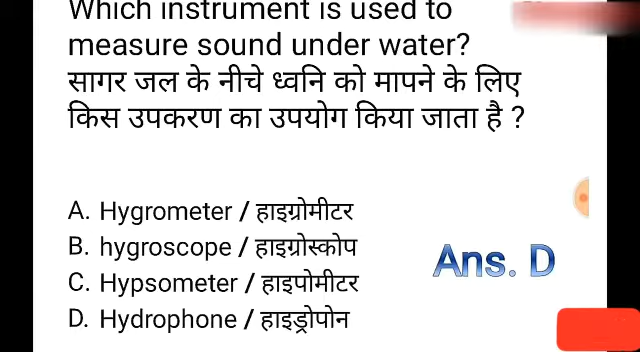 Which instrument is used to
measure sound under water?
सागर जल के नीचे ध्वनि को मापने के लिए
किस उपकरण का उपयोग किया जाता है ?
A. Hygrometer / हाइग्रोमीटर
B. hygroscope / हाइग्रोस्कोप
C. Hypsometer / हाइपोमीटर
D. Hydrophone / हाइड्रोपोन
Ans. D